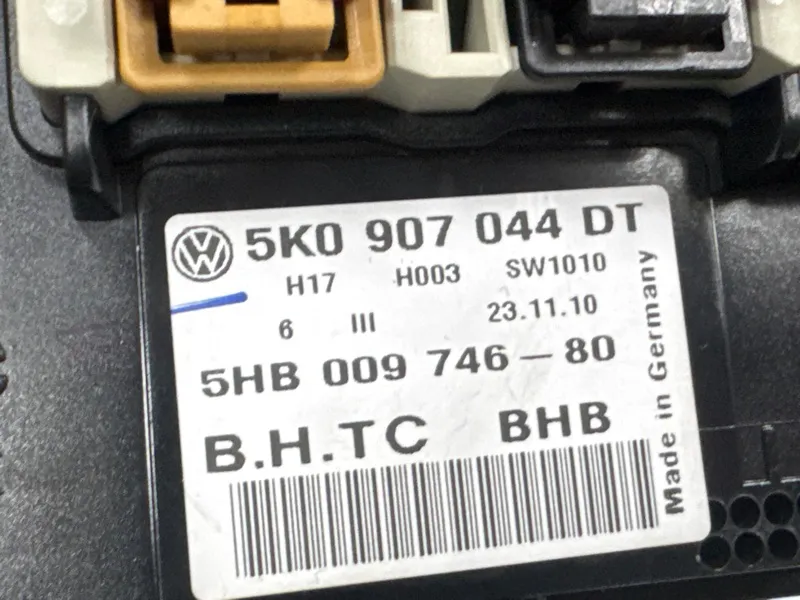 5K0 907 044 DT
H17 H003 SW1010
6 III 23.11.10
5HB 009 746-80
B.H.TC BHB
Made in Germany